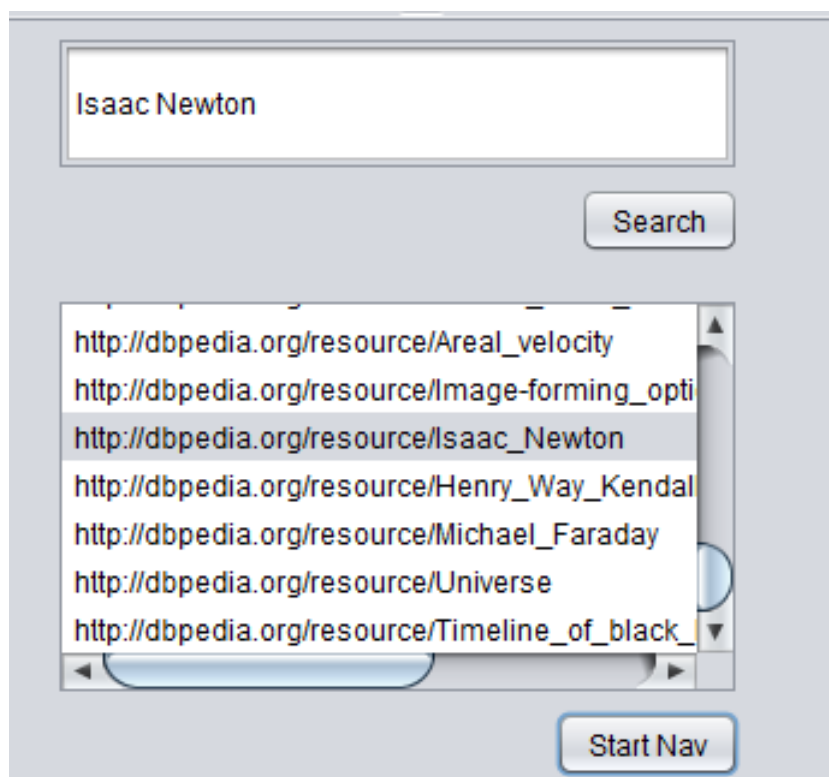 Isaac Newton
Search
http://dbpedia.org/resource/Areal_velocity
http://dbpedia.org/resource/Image-forming_opti
http://dbpedia.org/resource/Isaac_Newton
http://dbpedia.org/resource/Henry_Way_Kendal
http://dbpedia.org/resource/Michael_Faraday
http://dbpedia.org/resource/Universe
http://dbpedia.org/resource/Timeline_of_black_
Start Nav